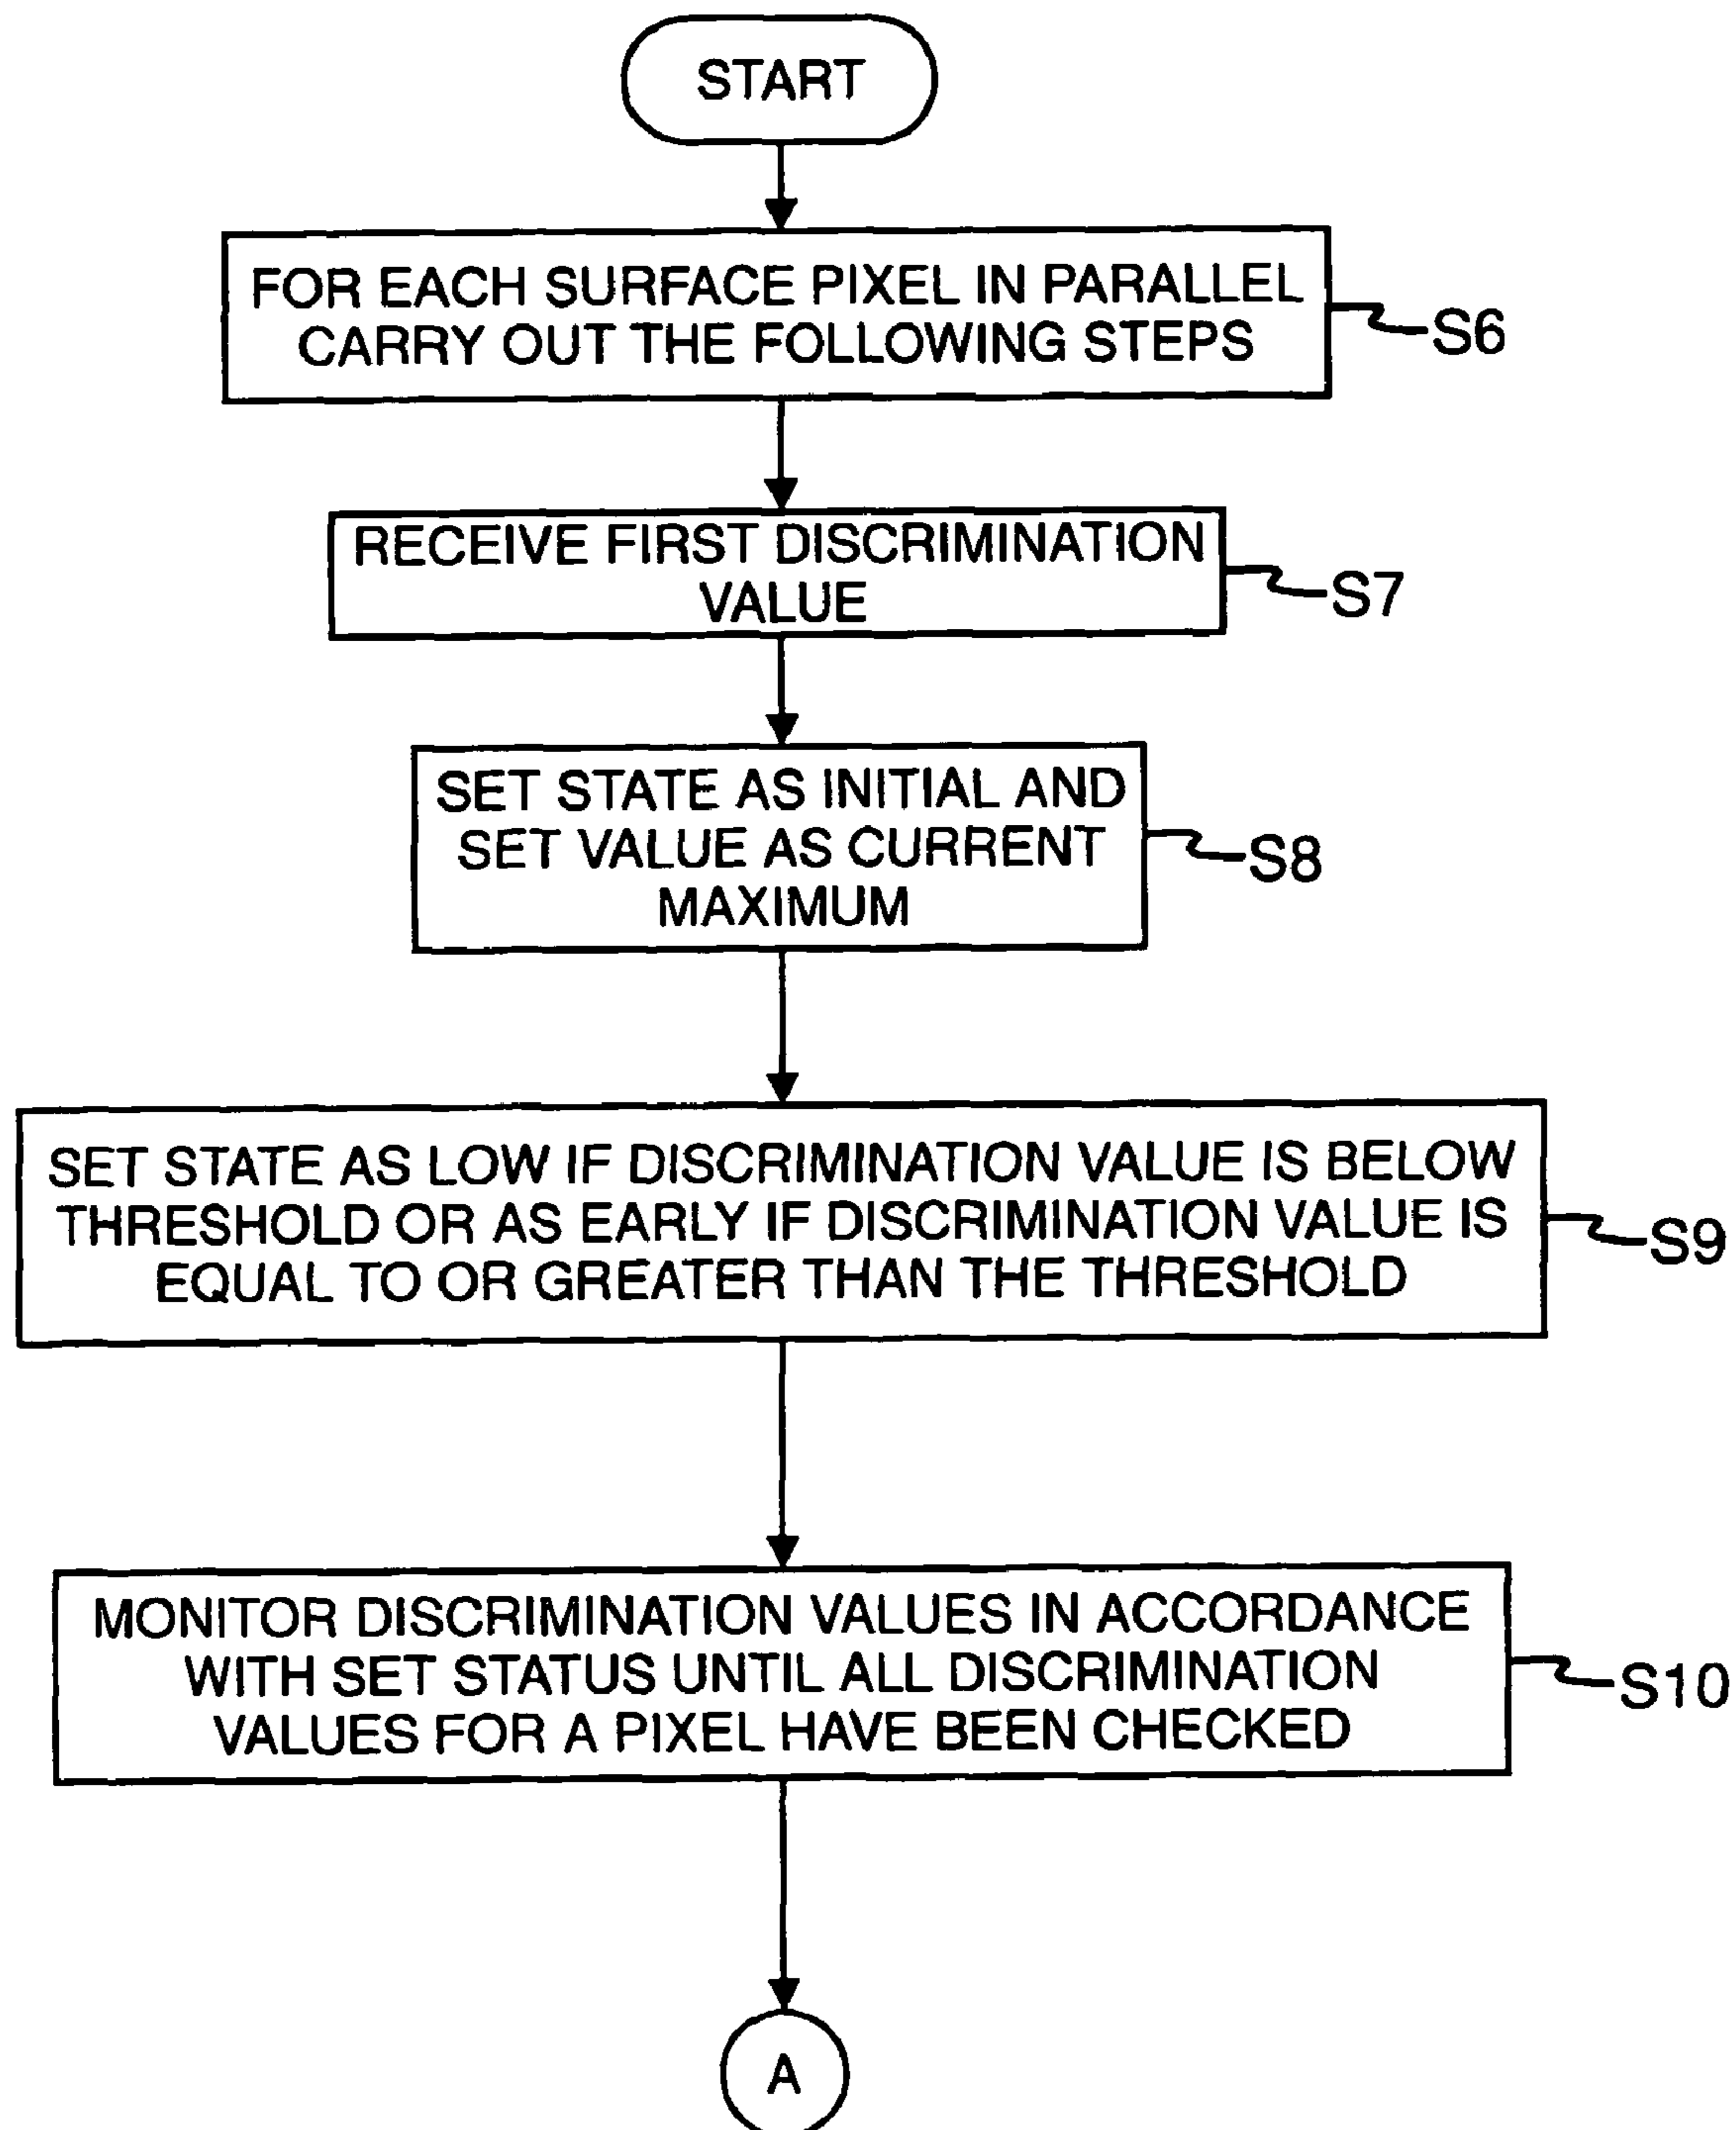 START
FOR EACH SURFACE PIXEL IN PARALLEL
CARRY OUT THE FOLLOWING STEPS
S6
RECEIVE FIRST DISCRIMINATION
VALUE
S7
SET STATE AS INITIAL AND
SET VALUE AS CURRENT
MAXIMUM
S8
SET STATE AS LOW IF DISCRIMINATION VALUE IS BELOW
THRESHOLD OR AS EARLY IF DISCRIMINATION VALUE IS
EQUAL TO OR GREATER THAN THE THRESHOLD
S9
MONITOR DISCRIMINATION VALUES IN ACCORDANCE
WITH SET STATUS UNTIL ALL DISCRIMINATION
VALUES FOR A PIXEL HAVE BEEN CHECKED
S10
A